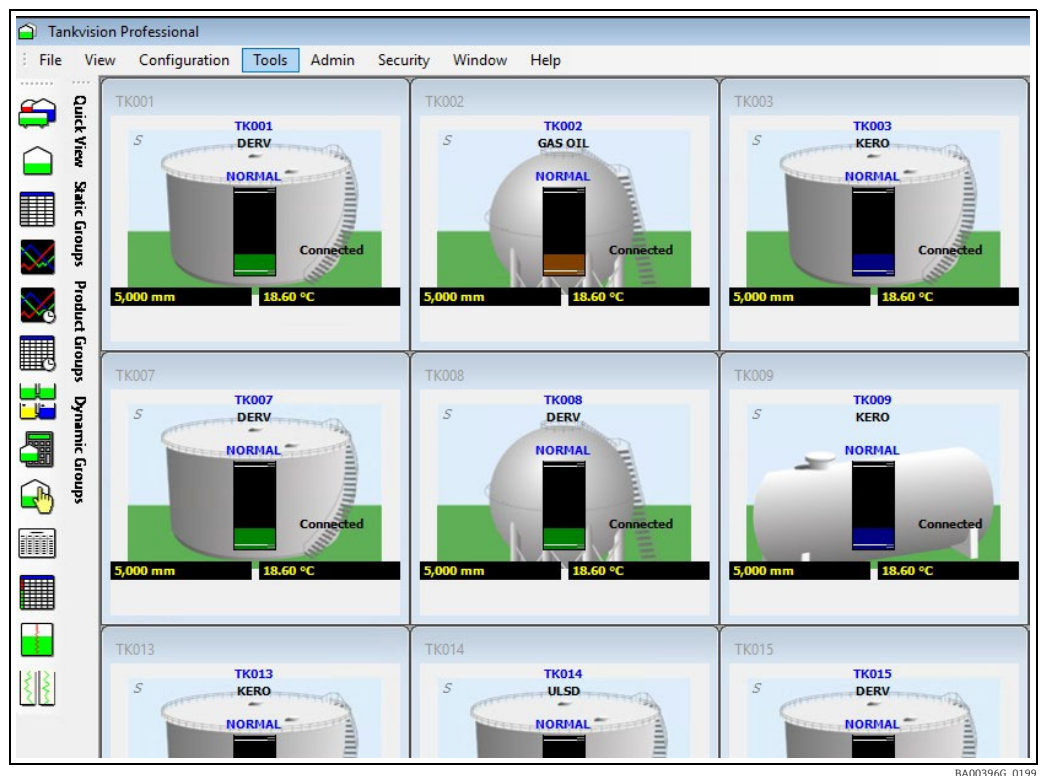 Tankvision Professional
File View Configuration Tools Admin Security Window Help
Quick View
Static Groups
Product Groups
Dynamic Groups
TK001 TK002 TK003
TK001 TK002 TK003
S DERV S GAS OIL S KERO
NORMAL NORMAL NORMAL
Connected Connected Connected
5,000 mm 18.60 °C 5,000 mm 18.60 °C 5,000 mm 18.60 °C
TK007 TK008 TK009
TK007 TK008 TK009
S DERV S DERV S KERO
NORMAL NORMAL NORMAL
Connected Connected Connected
5,000 mm 18.60 °C 5,000 mm 18.60 °C 5,000 mm 18.60 °C
TK013 TK014 TK015
TK013 TK014 TK015
S KERO S ULSD S DERV
NORMAL NORMAL NORMAL
BA00396G_0199